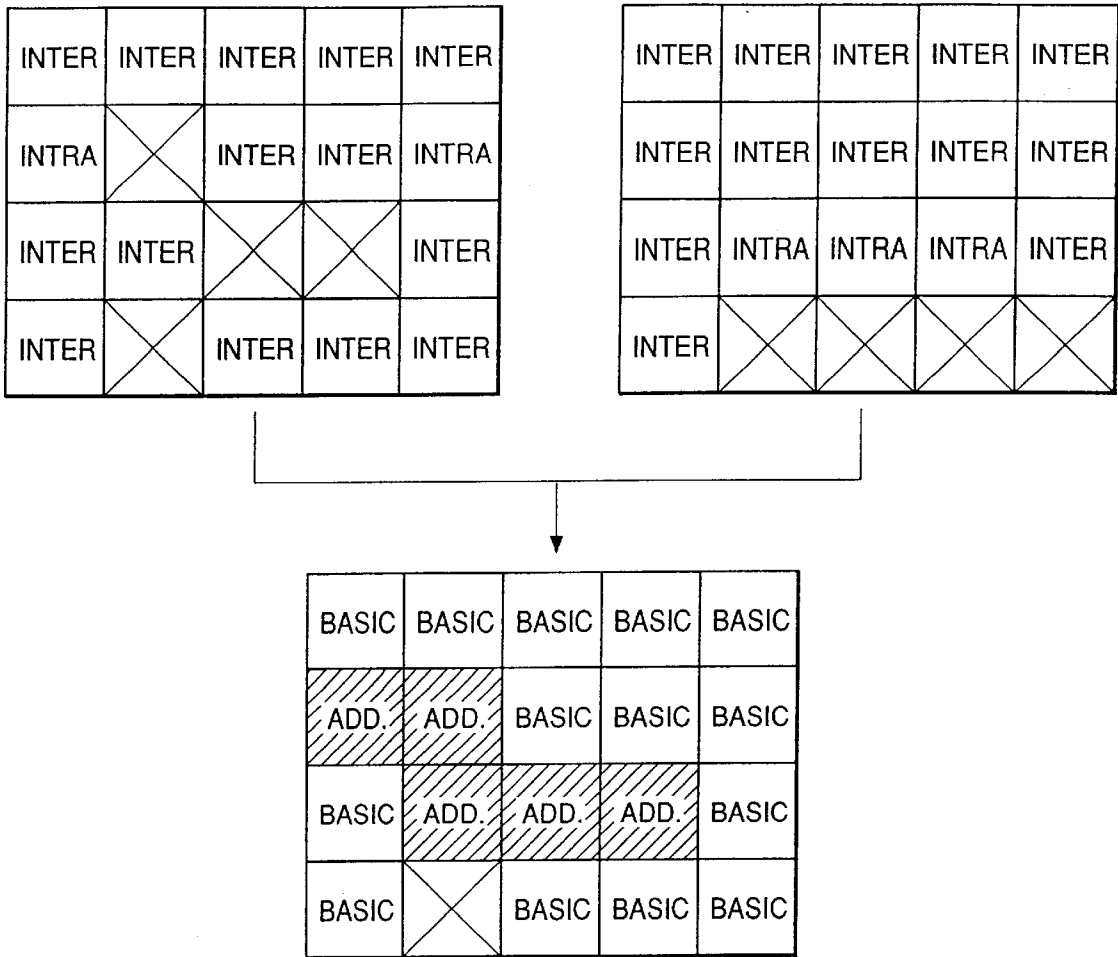 INTER INTER INTER INTER INTER
INTRA INTER INTER INTRA
INTER INTER INTER
INTER INTER INTER INTER
INTER INTER INTER INTER INTER
INTER INTER INTER INTER INTER
INTER INTRA INTRA INTRA INTER
INTER
BASIC BASIC BASIC BASIC BASIC
ADD. ADD. BASIC BASIC BASIC
BASIC ADD. ADD. ADD. BASIC
BASIC BASIC BASIC BASIC